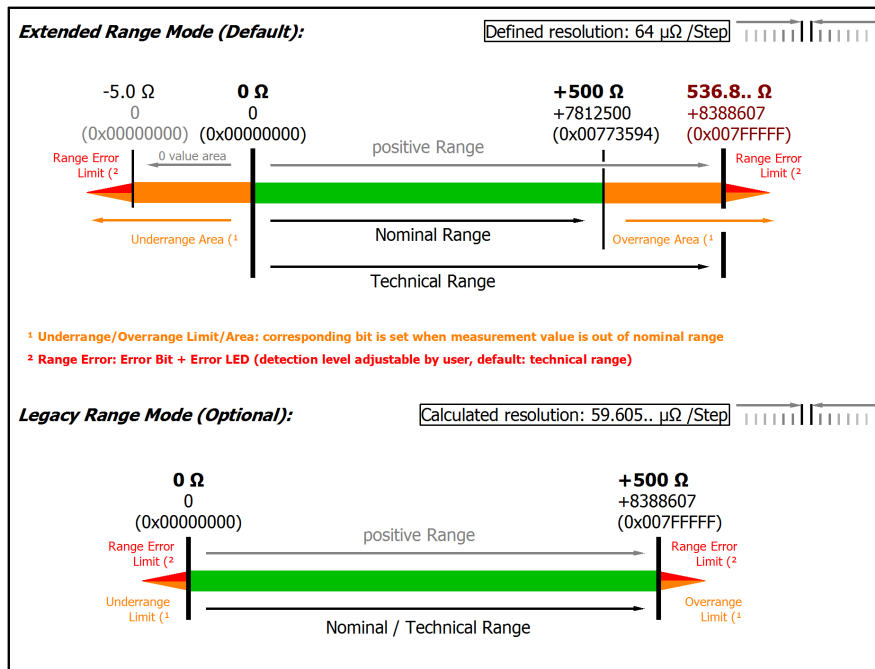 Extended Range Mode (Default):
Defined resolution: 64 µΩ /Step
-5.0 Ω
0
(0x00000000)
0 Ω
0
(0x00000000)
+500 Ω
+7812500
(0x00773594)
536.8.. Ω
+8388607
(0x007FFFFF)
Range Error
Limit (²
0 value area
positive Range
Range Error
Limit (²
Underrange Area (¹
Nominal Range
Overrange Area (¹
Technical Range
¹ Underrange/Overrange Limit/Area: corresponding bit is set when measurement value is out of nominal range
² Range Error: Error Bit + Error LED (detection level adjustable by user, default: technical range)
Legacy Range Mode (Optional):
Calculated resolution: 59.605.. µΩ /Step
0 Ω
0
(0x00000000)
+500 Ω
+8388607
(0x007FFFFF)
positive Range
Range Error
Limit (²
Range Error
Limit (²
Underrange
Limit (¹
Overrange
Limit (¹
Nominal / Technical Range